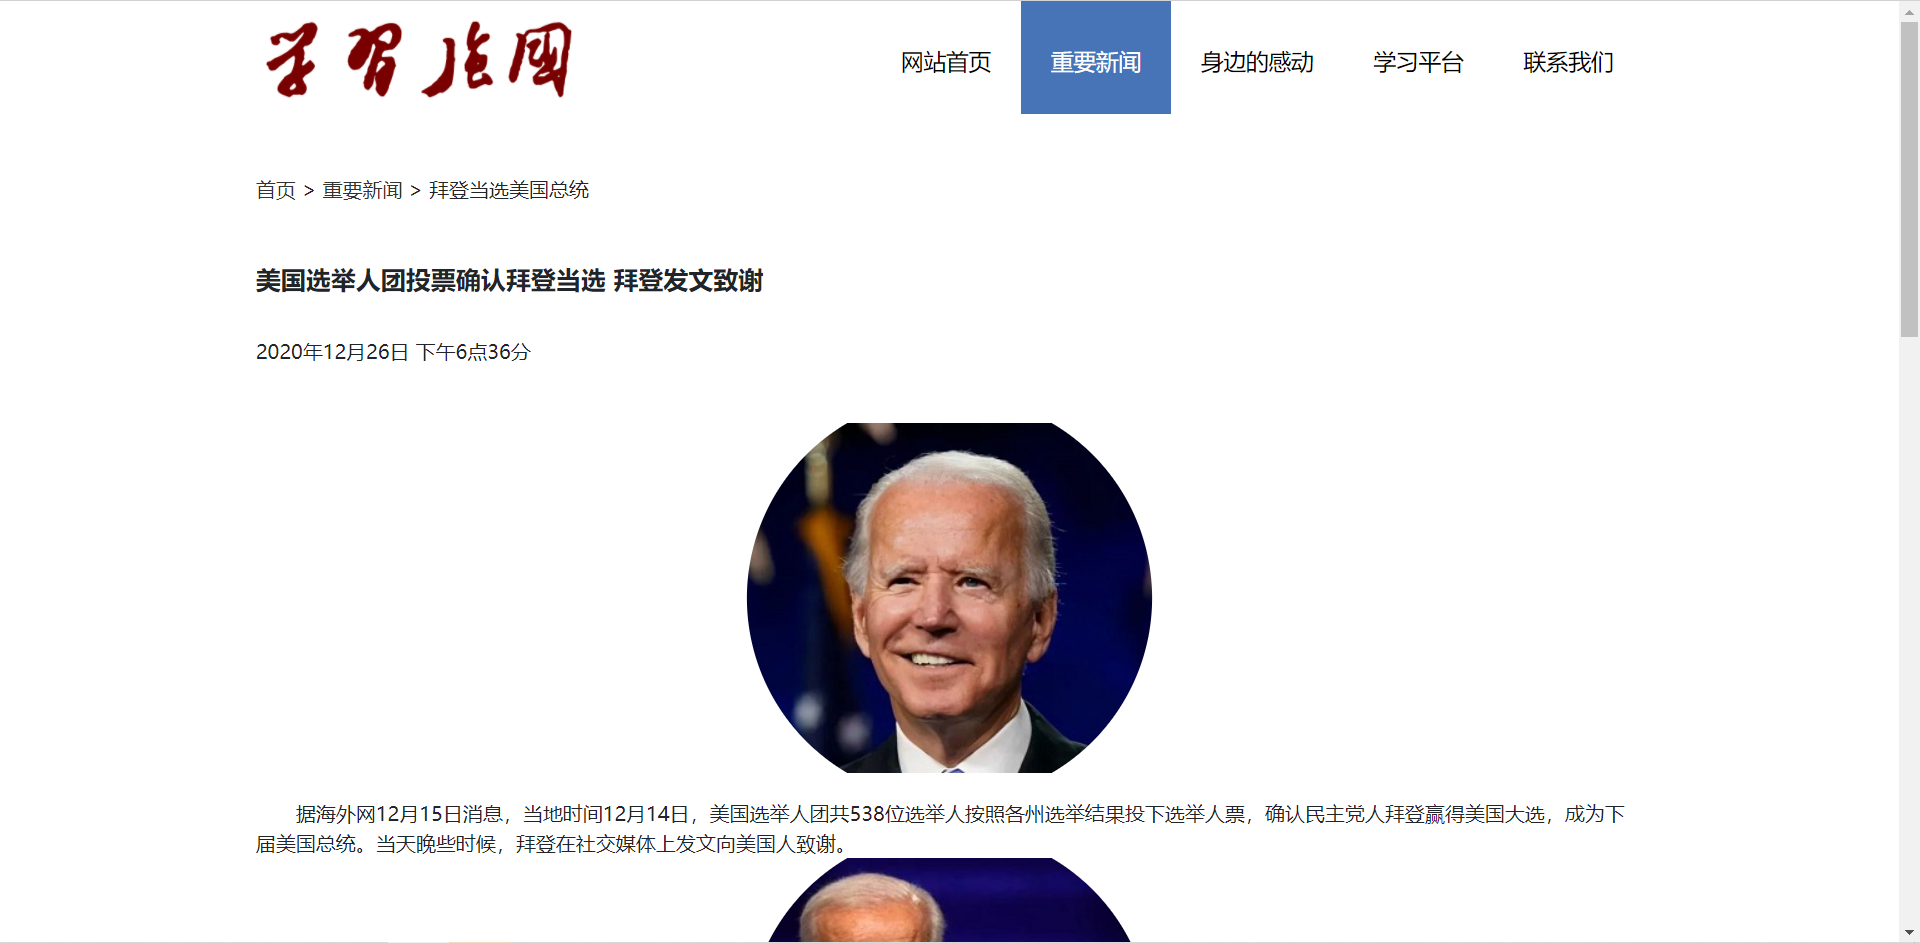 学習強國
网站首页 重要新闻 身边的感动 学习平台 联系我们
首页 > 重要新闻 > 拜登当选美国总统
美国选举人团投票确认拜登当选 拜登发文致谢
2020年12月26日 下午6点36分
据海外网12月15日消息，当地时间12月14日，美国选举人团共538位选举人按照各州选举结果投下选举人票，确认民主党人拜登赢得美国大选，成为下
届美国总统。当天晚些时候，拜登在社交媒体上发文向美国人致谢。